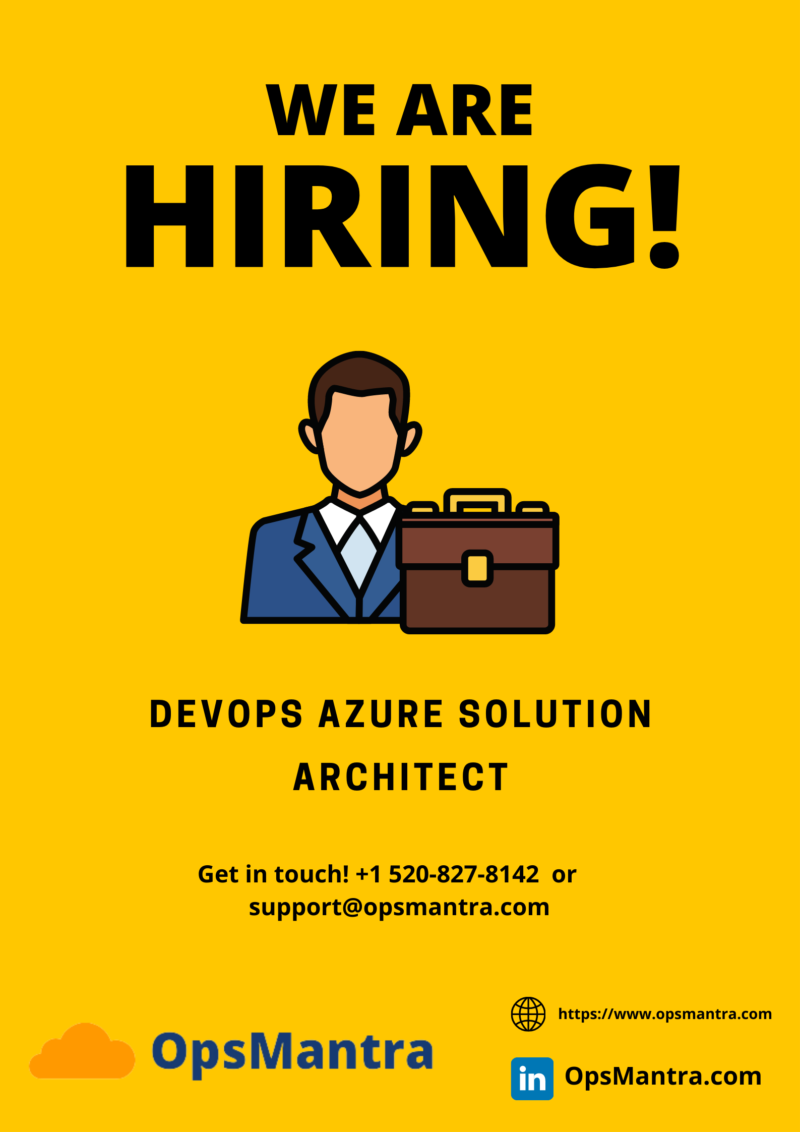 WE ARE
HIRING!
DEVOPS AZURE SOLUTION
ARCHITECT
Get in touch! +1 520-827-8142 or
support@opsmantra.com
https://www.opsmantra.com
OpsMantra
in OpsMantra.com